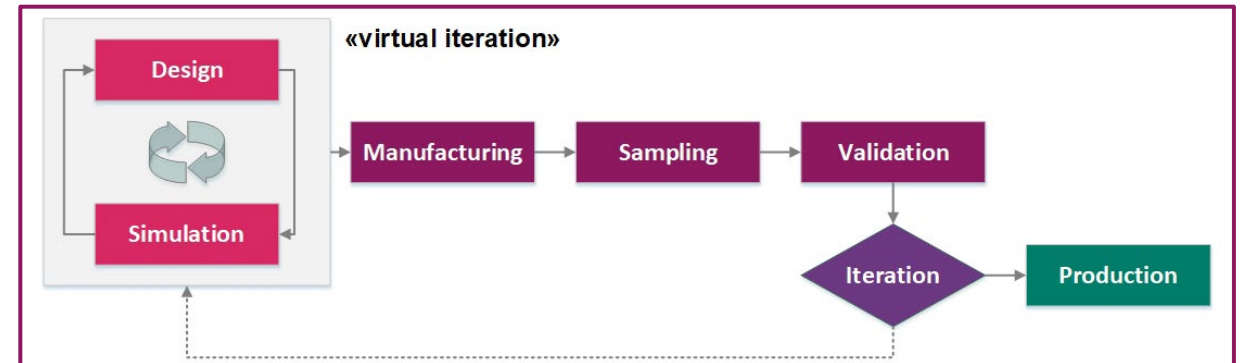 «virtual iteration»
Design
Simulation
Manufacturing
Sampling
Validation
Iteration
Production